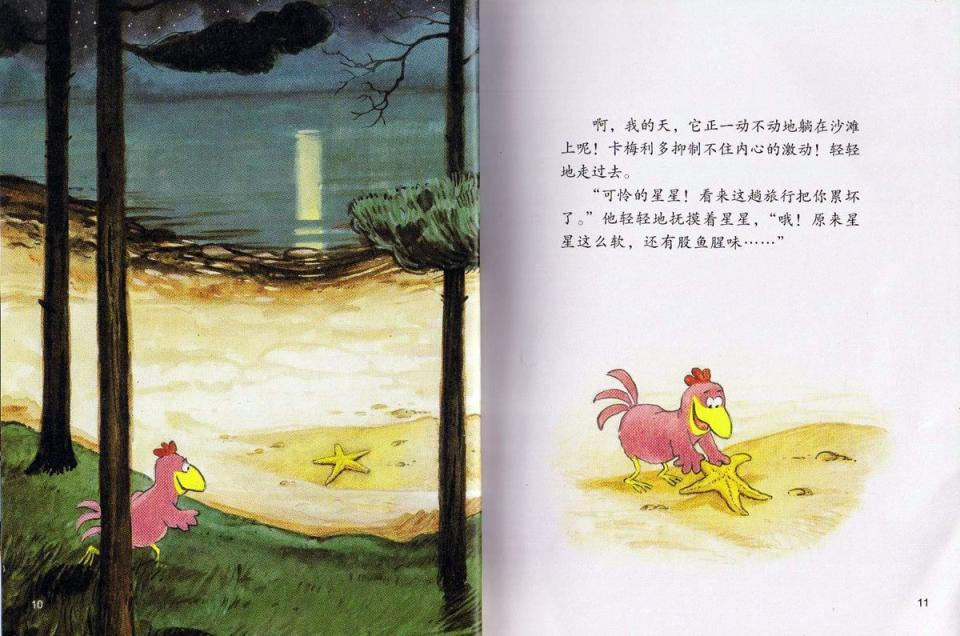 啊，我的天，它正一动不动地躺在沙滩
上呢！卡梅利多抑制不住内心的激动！轻轻
地走过去。
“可怜的星星！看来这趟旅行把你累坏
了。”他轻轻地抚摸着星星，“哦！原来星
星这么软，还有股鱼腥味……”
10
11